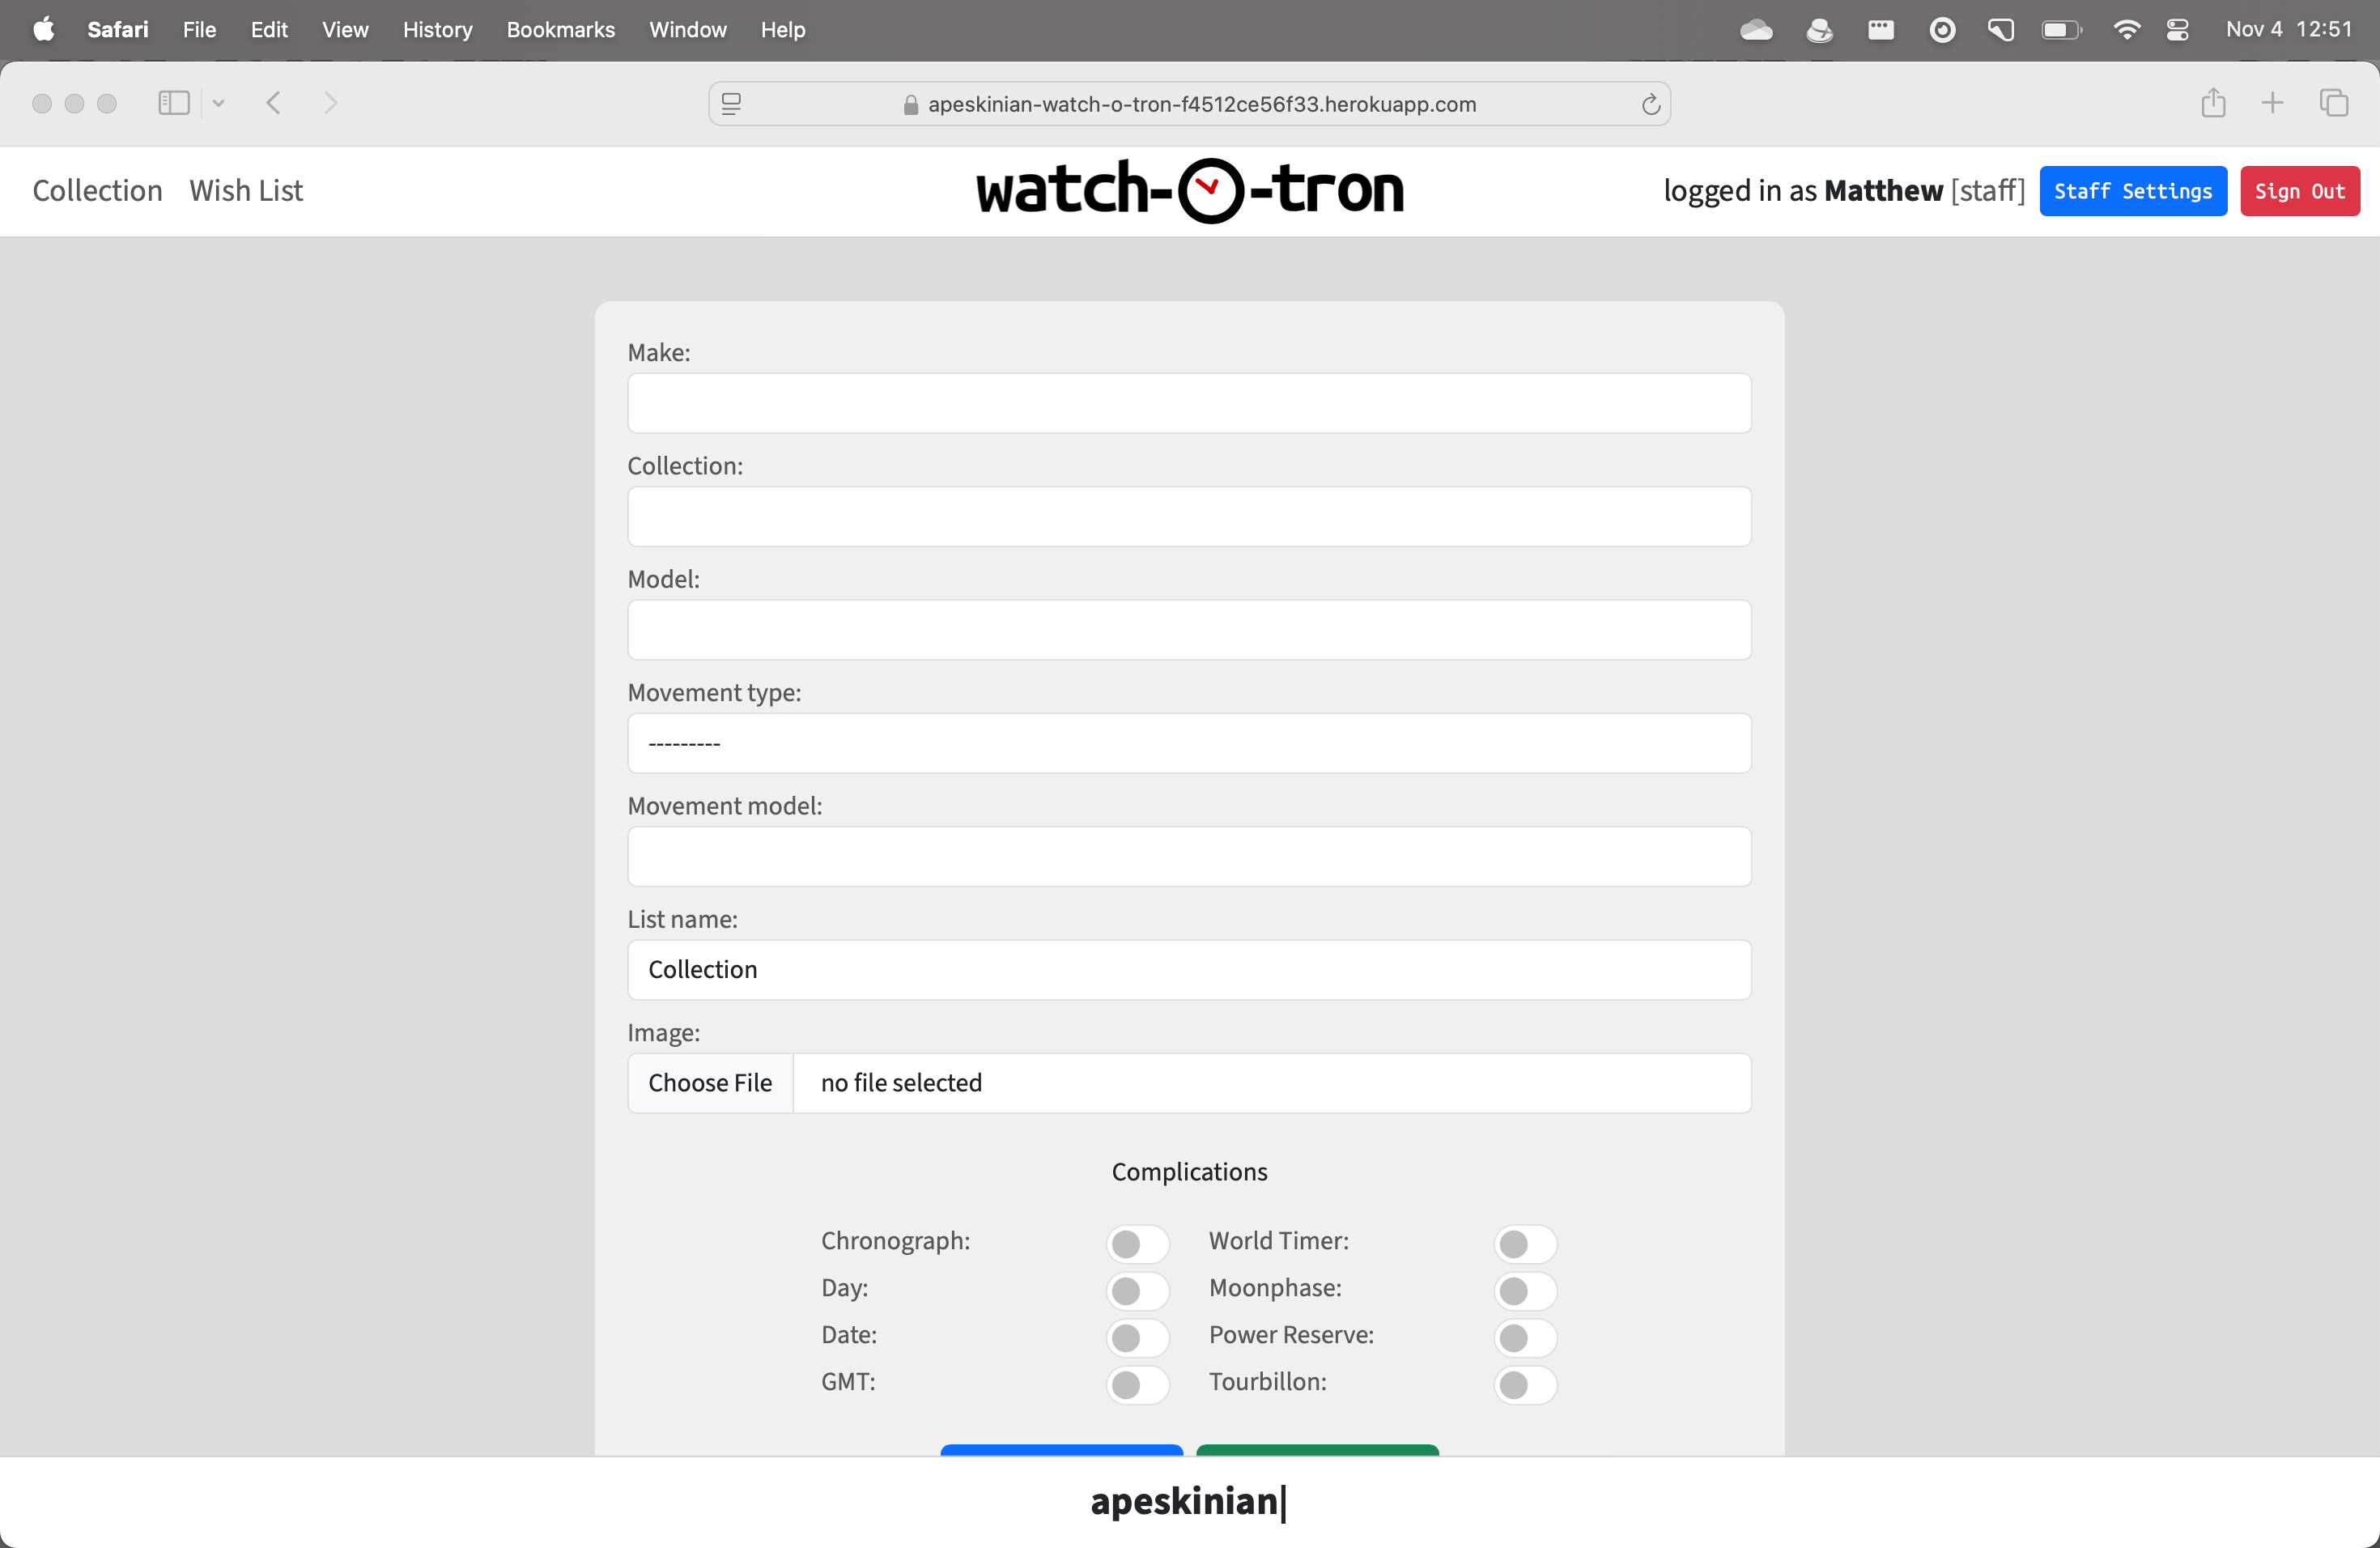 Safari File Edit View History Bookmarks Window Help Nov 4 12:51
apeskinian-watch-o-tron-f4512ce56f33.herokuapp.com
Collection Wish List watch-O-tron logged in as Matthew [staff] Staff Settings Sign Out
Make:
Collection:
Model:
Movement type:
---------
Movement model:
List name:
Collection
Image:
Choose File no file selected
Complications
Chronograph: World Timer:
Day: Moonphase:
Date: Power Reserve:
GMT: Tourbillon:
apeskinian|